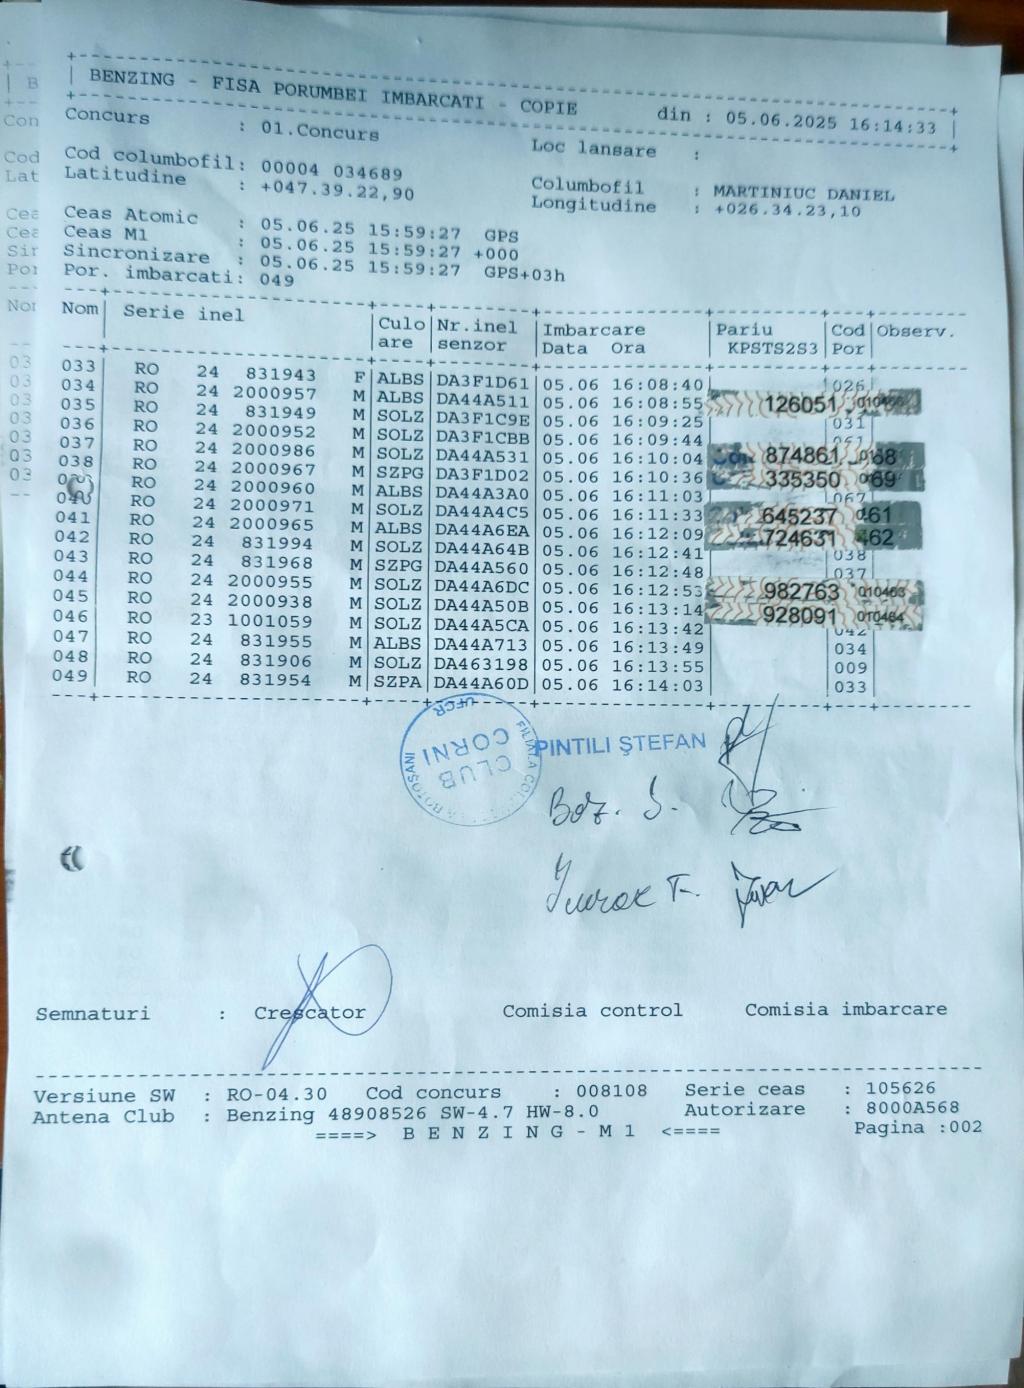 BENZING - FISA PORUMBEI IMBARCATI - COPIE din : 05.06.2025 16:14:33
Concurs : 01.Concurs Loc lansare :
Cod columbofil: 00004 034689 Columbofil : MARTINIUC DANIEL
Latitudine : +047.39.22,90 Longitudine : +026.34.23,10
Ceas Atomic : 05.06.25 15:59:27 GPS
Ceas M1 : 05.06.25 15:59:27 +000
Sincronizare : 05.06.25 15:59:27 GPS+03h
Por. imbarcati: 049
Nom| Serie inel |Culo|Nr.inel |Imbarcare |Pariu |Cod|Observ.
are senzor Data Ora KPSTS2S3 Por
033 RO 24 831943 F ALBS DA3F1D61 05.06 16:08:40 026
034 RO 24 2000957 M ALBS DA44A511 05.06 16:08:55 126051
035 RO 24 831949 M SOLZ DA3F1C9E 05.06 16:09:25 031
036 RO 24 2000952 M SOLZ DA3F1CBB 05.06 16:09:44
037 RO 24 2000986 M SOLZ DA44A531 05.06 16:10:04 874861
038 RO 24 2000967 M SZPG DA3F1D02 05.06 16:10:36 335350
RO 24 2000960 M ALBS DA44A3A0 05.06 16:11:03 067
040 RO 24 2000971 M SOLZ DA44A4C5 05.06 16:11:33 645237 461
041 RO 24 2000965 M ALBS DA44A6EA 05.06 16:12:09 724631 462
042 RO 24 831994 M SOLZ DA44A64B 05.06 16:12:41 038
043 RO 24 831968 M SZPG DA44A560 05.06 16:12:48 037
044 RO 24 2000955 M SOLZ DA44A6DC 05.06 16:12:53 982763 010463
045 RO 24 2000938 M SOLZ DA44A50B 05.06 16:13:14 928091 010464
046 RO 23 1001059 M SOLZ DA44A5CA 05.06 16:13:42 042
047 RO 24 831955 M ALBS DA44A713 05.06 16:13:49 034
048 RO 24 831906 M SOLZ DA463198 05.06 16:13:55 009
049 RO 24 831954 M SZPA DA44A60D 05.06 16:14:03 033
UFCR
CLUB
CORNI
PINTILI ȘTEFAN
Semnaturi : Crescator Comisia control Comisia imbarcare
Versiune SW : RO-04.30 Cod concurs : 008108 Serie ceas : 105626
Antena Club : Benzing 48908526 SW-4.7 HW-8.0 Autorizare : 8000A568
====> B E N Z I N G - M 1 <==== Pagina :002